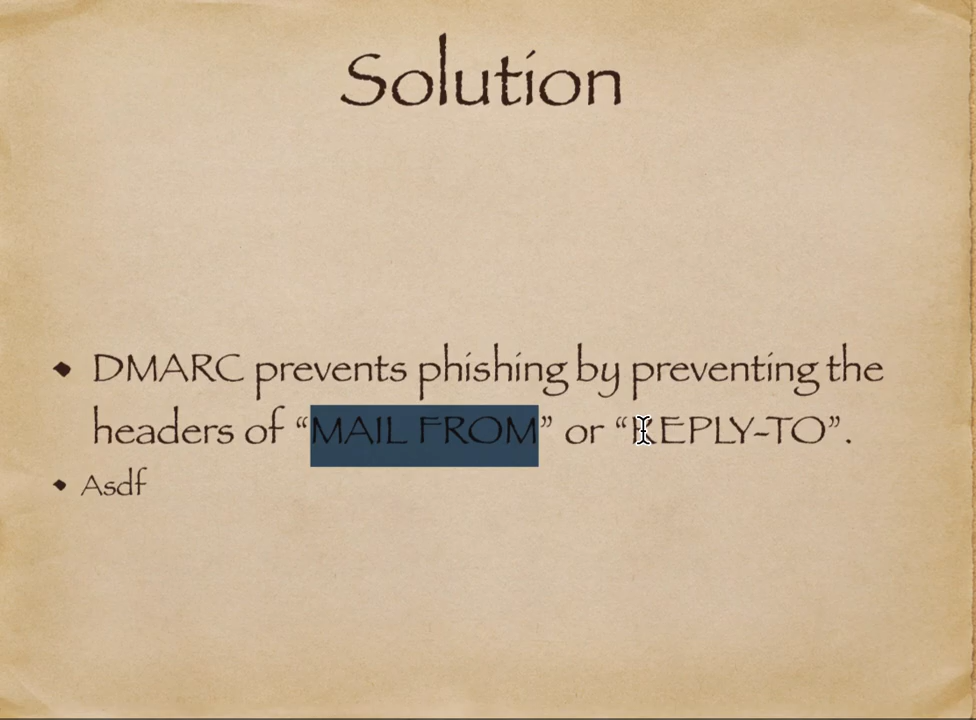 Solution
DMARC prevents phishing by preventing the
headers of “MAIL FROM” or “REPLY-TO”.
Asdf